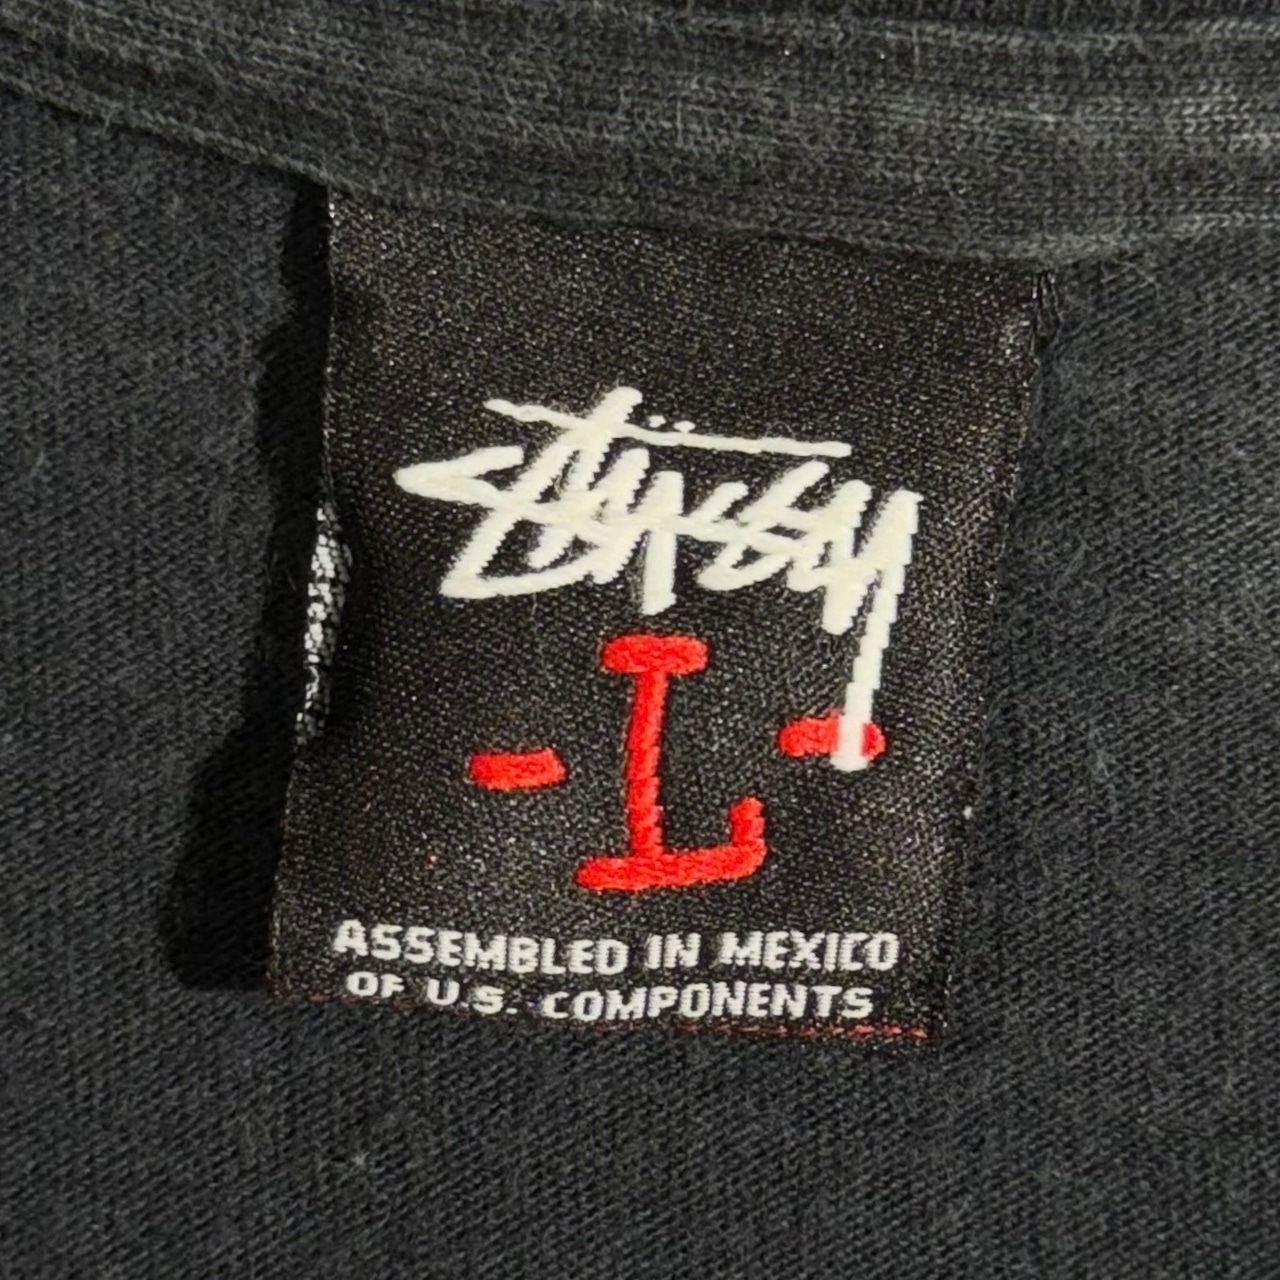 Stüssy
- L -
ASSEMBLED IN MEXICO
OF U.S. COMPONENTS